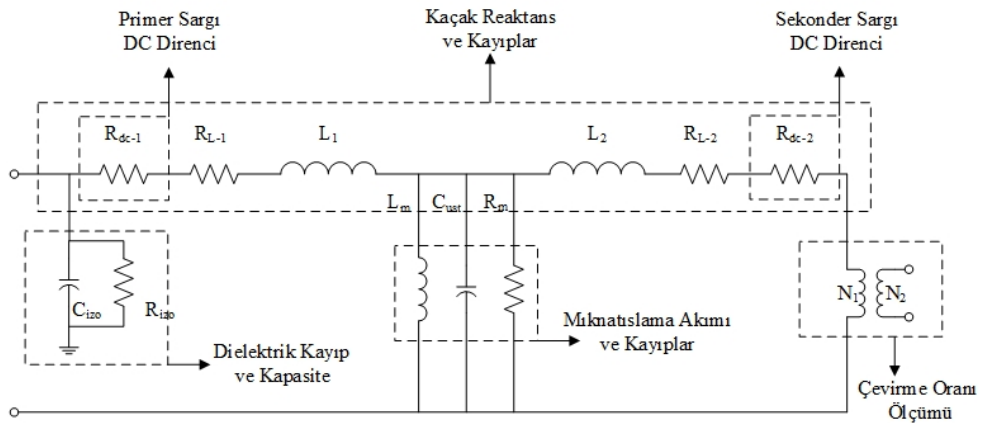 Primer Sargı
DC Direnci
Kaçak Reaktans
ve Kayıplar
Sekonder Sargı
DC Direnci
Rdc-1
RL-1
L1
L2
RL-2
Rdc-2
Lm
Cust
Rm
Cizo
Rizo
N1
N2
Dielektrik Kayıp
ve Kapasite
Mıknatıslama Akımı
ve Kayıplar
Çevirme Oranı
Ölçümü